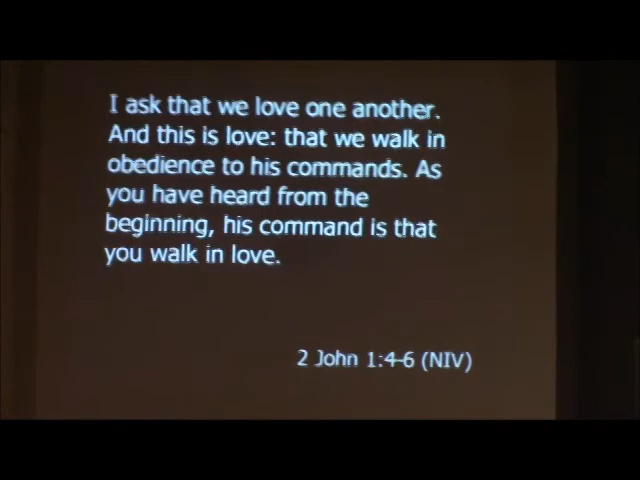 I ask that we love one another.
And this is love: that we walk in
obedience to his commands. As
you have heard from the
beginning, his command is that
you walk in love.
2 John 1:4-6 (NIV)